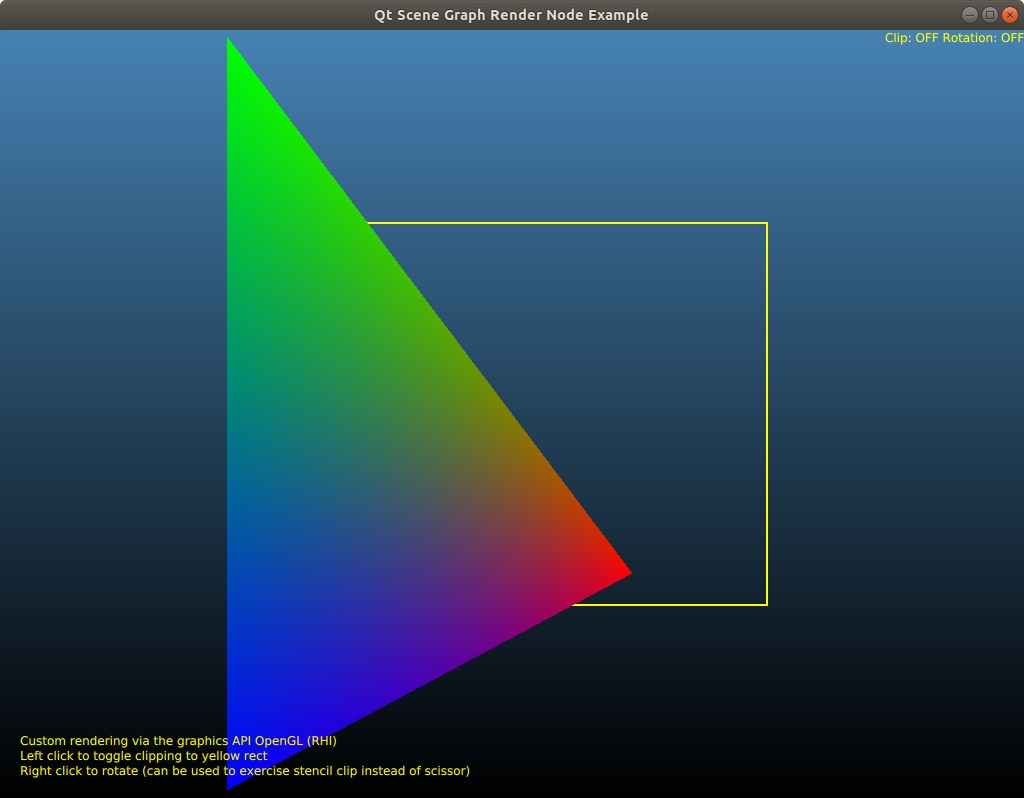 Qt Scene Graph Render Node Example
Clip: OFF Rotation: OFF
Custom rendering via the graphics API OpenGL (RHI)
Left click to toggle clipping to yellow rect
Right click to rotate (can be used to exercise stencil clip instead of scissor)